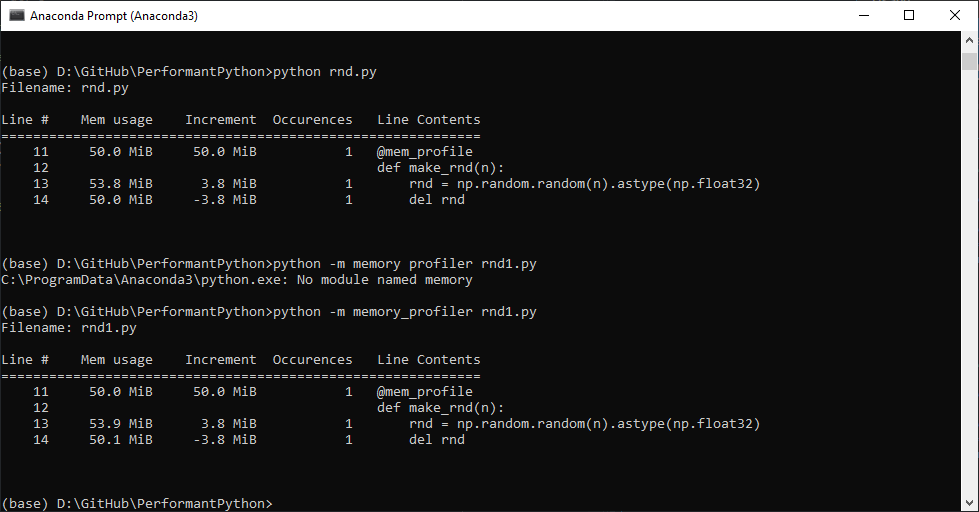 Anaconda Prompt (Anaconda3)
(base) D:\GitHub\PerformantPython>python rnd.py
Filename: rnd.py
Line #    Mem usage    Increment  Occurences   Line Contents
============================================================
    11     50.0 MiB     50.0 MiB           1   @mem_profile
    12                                         def make_rnd(n):
    13     53.8 MiB      3.8 MiB           1       rnd = np.random.random(n).astype(np.float32)
    14     50.0 MiB     -3.8 MiB           1       del rnd
(base) D:\GitHub\PerformantPython>python -m memory profiler rnd1.py
C:\ProgramData\Anaconda3\python.exe: No module named memory
(base) D:\GitHub\PerformantPython>python -m memory_profiler rnd1.py
Filename: rnd1.py
Line #    Mem usage    Increment  Occurences   Line Contents
============================================================
    11     50.0 MiB     50.0 MiB           1   @mem_profile
    12                                         def make_rnd(n):
    13     53.9 MiB      3.8 MiB           1       rnd = np.random.random(n).astype(np.float32)
    14     50.1 MiB     -3.8 MiB           1       del rnd
(base) D:\GitHub\PerformantPython>